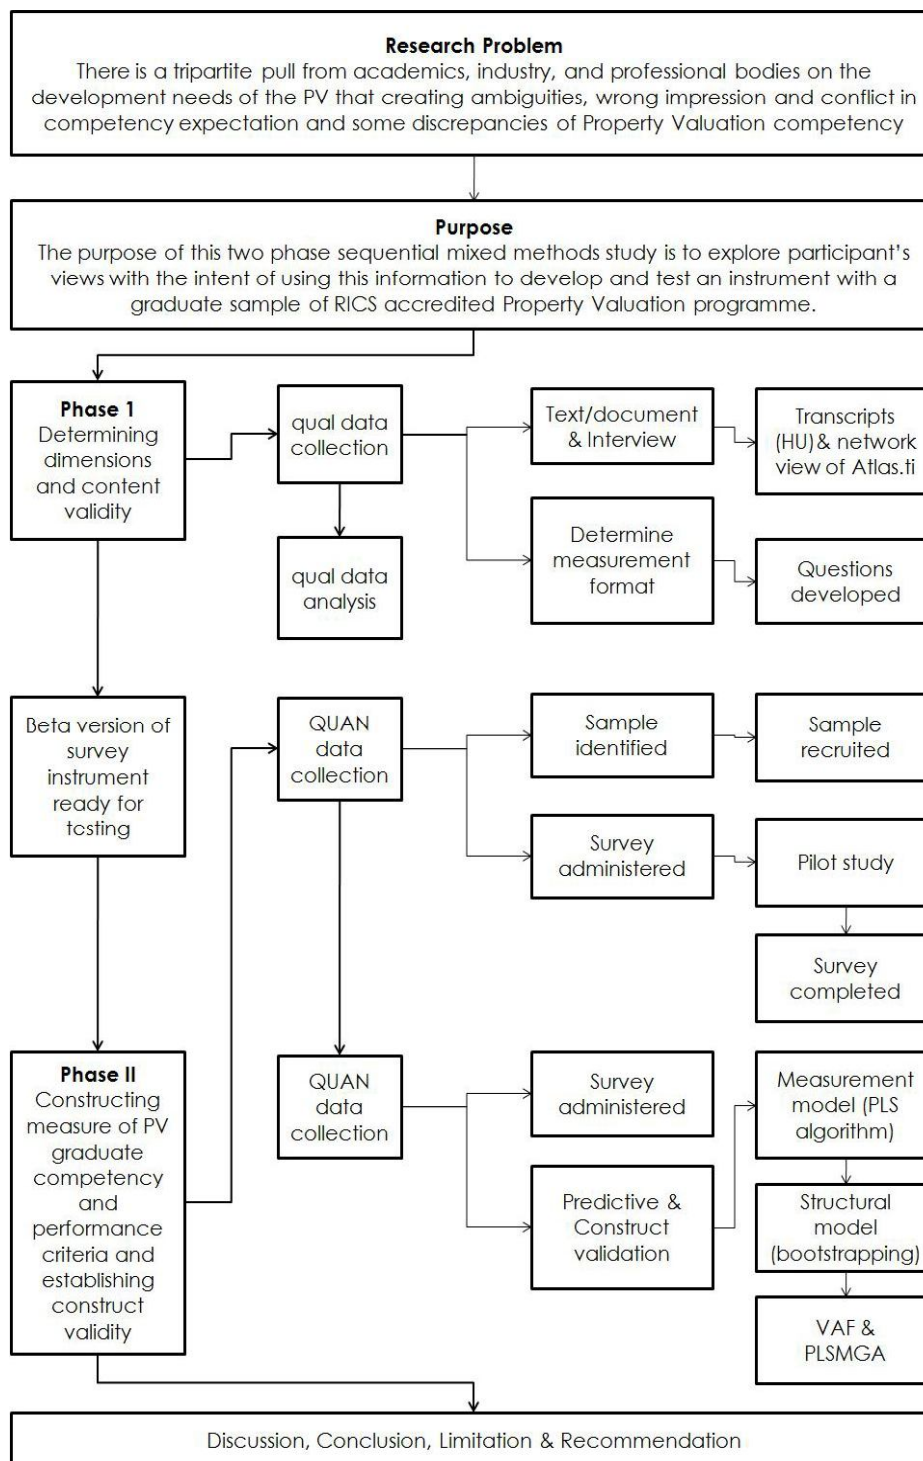 Research Problem
There is a tripartite pull from academics, industry, and professional bodies on the
development needs of the PV that creating ambiguities, wrong impression and conflict in
competency expectation and some discrepancies of Property Valuation competency
Purpose
The purpose of this two phase sequential mixed methods study is to explore participant's
views with the intent of using this information to develop and test an instrument with a
graduate sample of RICS accredited Property Valuation programme.
Phase 1
Determining
dimensions
and content
validity
qual data
collection
Text/document
& Interview
Transcripts
(HU) & network
view of Atlas.ti
qual data
analysis
Determine
measurement
format
Questions
developed
Beta version of
survey
instrument
ready for
testing
QUAN
data
collection
Sample
identified
Sample
recruited
Survey
administered
Pilot study
Survey
completed
Phase II
Constructing
measure of PV
graduate
competency
and
performance
criteria and
establishing
construct
validity
QUAN
data
collection
Survey
administered
Measurement
model (PLS
algorithm)
Predictive &
Construct
validation
Structural
model
(bootstrapping)
VAF &
PLSMGA
Discussion, Conclusion, Limitation & Recommendation